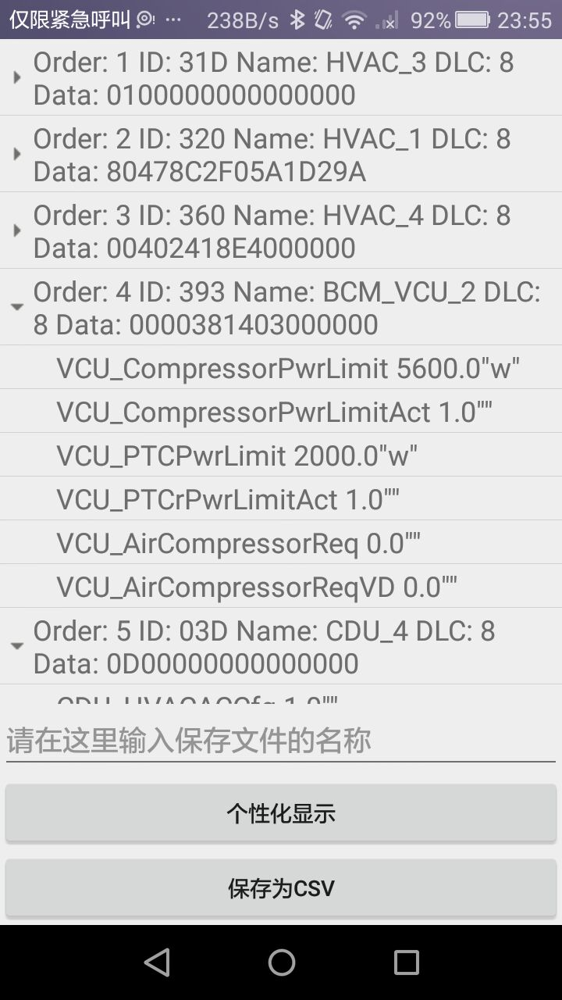 仅限紧急呼叫 ... 238B/s 92% 23:55
Order: 1 ID: 31D Name: HVAC_3 DLC: 8
Data: 0100000000000000
Order: 2 ID: 320 Name: HVAC_1 DLC: 8
Data: 80478C2F05A1D29A
Order: 3 ID: 360 Name: HVAC_4 DLC: 8
Data: 00402418E4000000
Order: 4 ID: 393 Name: BCM_VCU_2 DLC:
8 Data: 0000381403000000
VCU_CompressorPwrLimit 5600.0"w"
VCU_CompressorPwrLimitAct 1.0""
VCU_PTCPwrLimit 2000.0"w"
VCU_PTCrPwrLimitAct 1.0""
VCU_AirCompressorReq 0.0""
VCU_AirCompressorReqVD 0.0""
Order: 5 ID: 03D Name: CDU_4 DLC: 8
Data: 0D00000000000000
请在这里输入保存文件的名称
个性化显示
保存为CSV